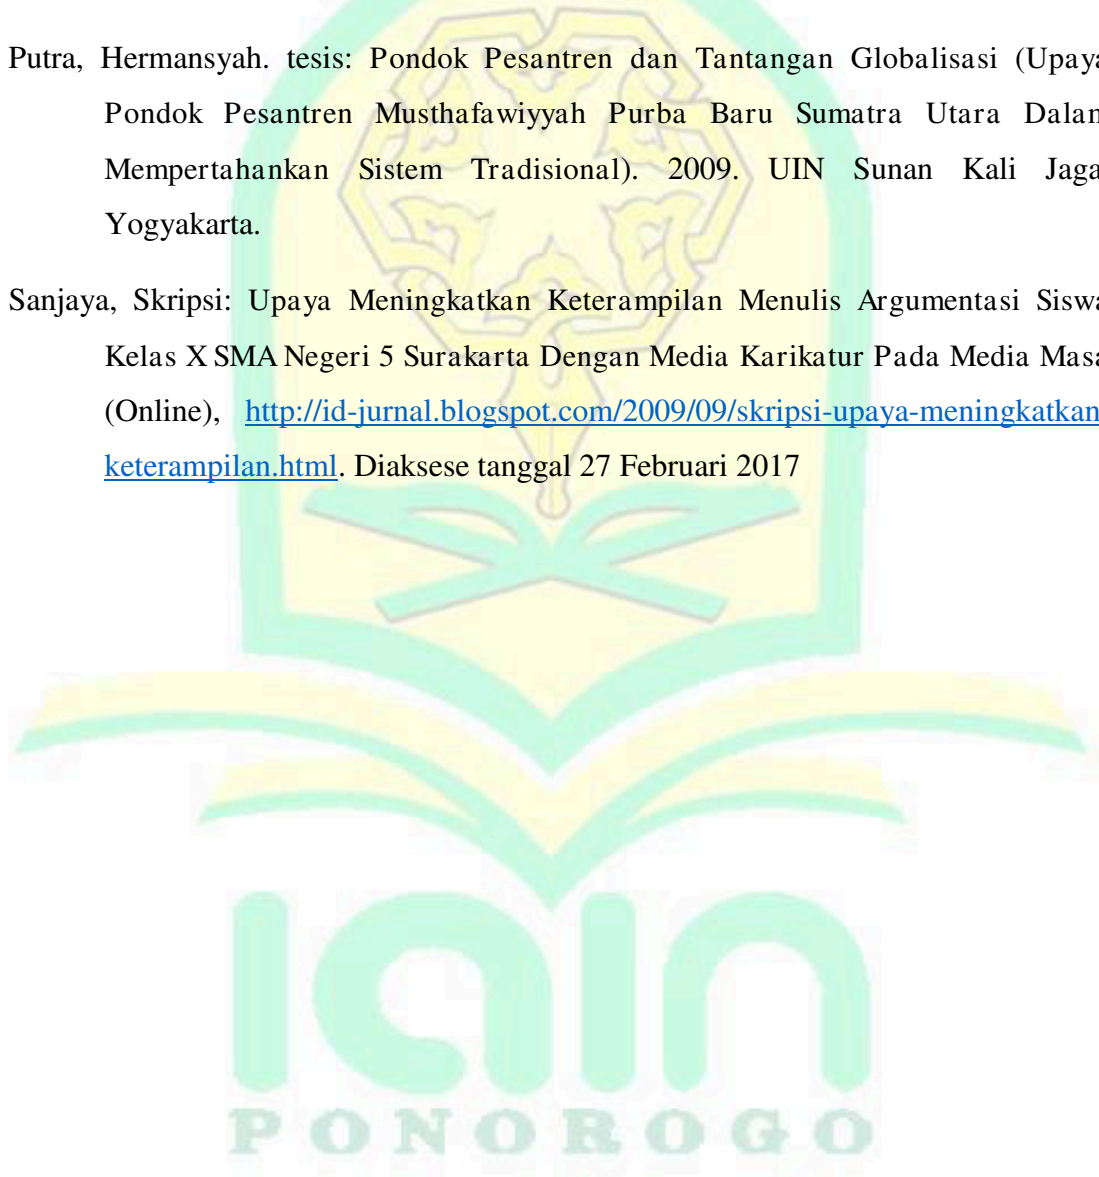 Putra, Hermansyah. tesis: Pondok Pesantren dan Tantangan Globalisasi (Upaya
Pondok Pesantren Musthafawiyyah Purba Baru Sumatra Utara Dalam
Mempertahankan Sistem Tradisional). 2009. UIN Sunan Kali Jaga
Yogyakarta.
Sanjaya, Skripsi: Upaya Meningkatkan Keterampilan Menulis Argumentasi Siswa
Kelas X SMA Negeri 5 Surakarta Dengan Media Karikatur Pada Media Masa
(Online), http://id-jurnal.blogspot.com/2009/09/skripsi-upaya-meningkatkan-
keterampilan.html. Diaksese tanggal 27 Februari 2017
iain
PONOROGO